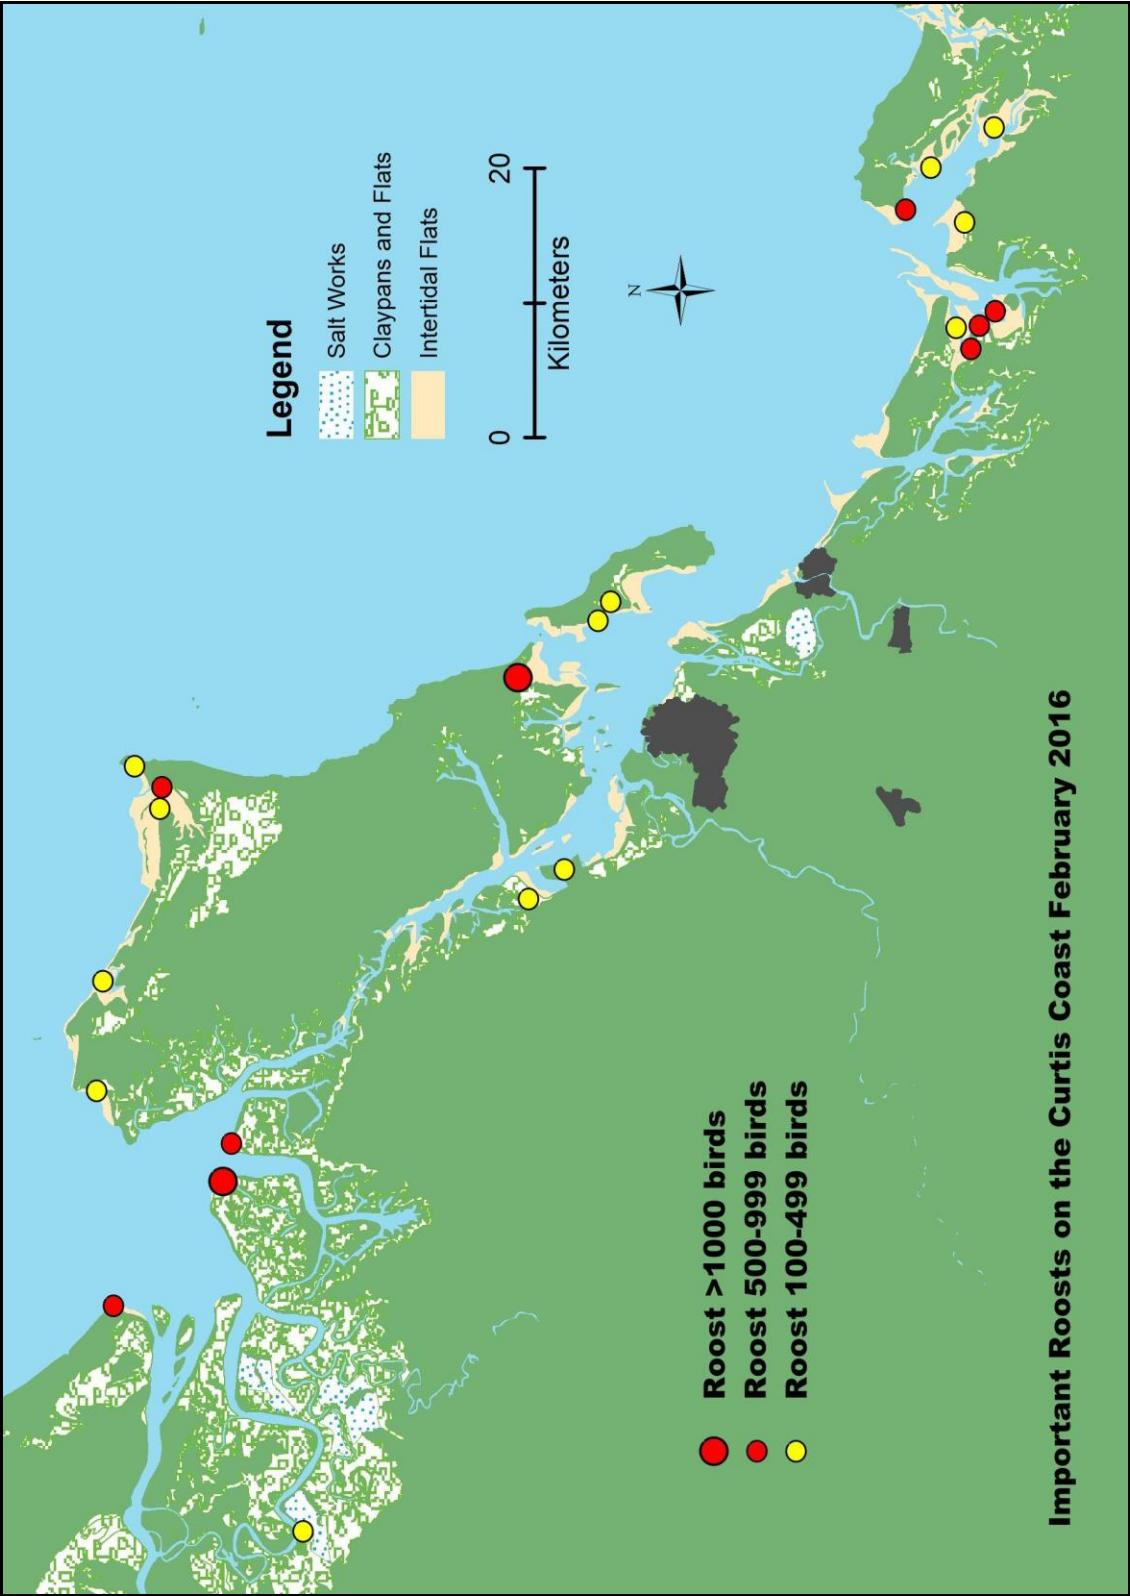 Legend
Salt Works
Claypans and Flats
Intertidal Flats
0 20
Kilometers
N
Roost >1000 birds
Roost 500-999 birds
Roost 100-499 birds
Important Roosts on the Curtis Coast February 2016